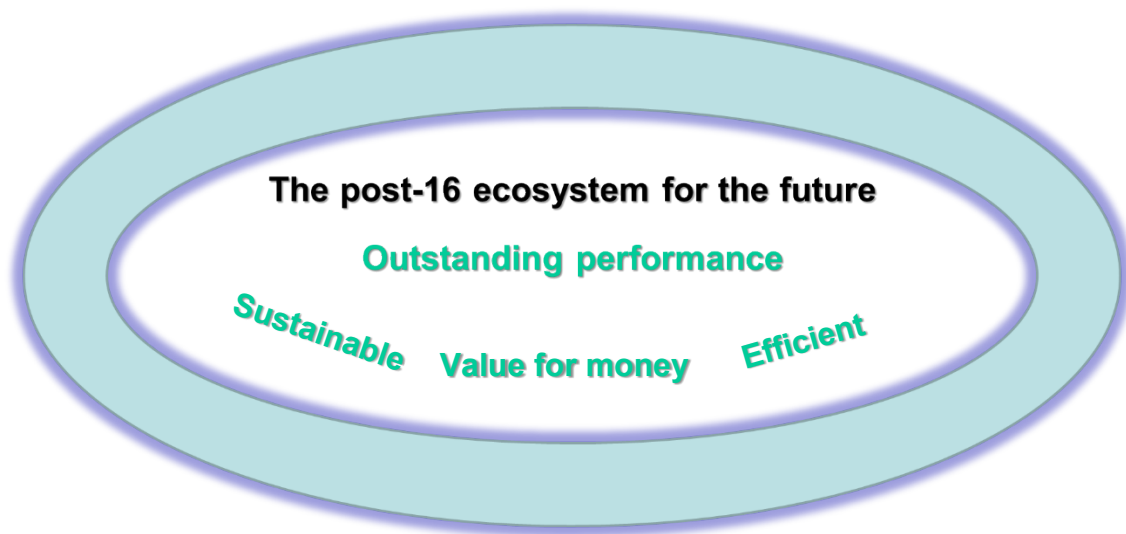 The post-16 ecosystem for the future
Outstanding performance
Sustainable
Value for money
Efficient